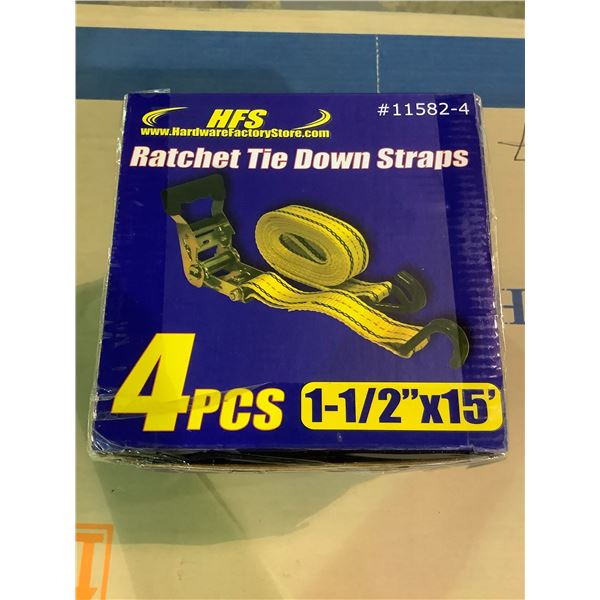 HFS
#11582-4
www.HardwareFactoryStore.com
Ratchet Tie Down Straps
4PCS
1-1/2"x15'
H